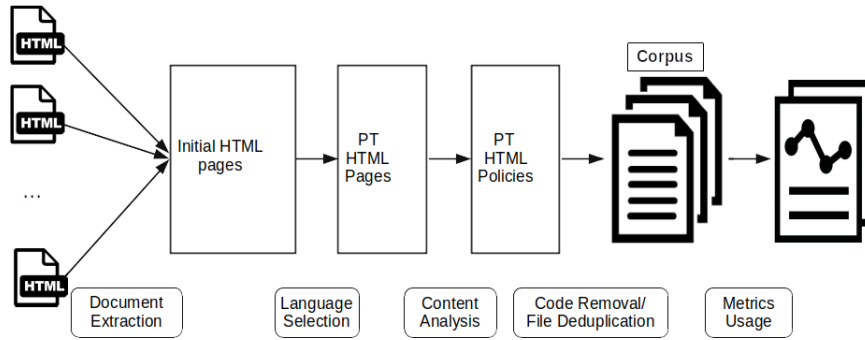 HTML
HTML
...
HTML
Initial HTML
pages
PT
HTML
Pages
PT
HTML
Policies
Corpus
Document
Extraction
Language
Selection
Content
Analysis
Code Removal/
File Deduplication
Metrics
Usage